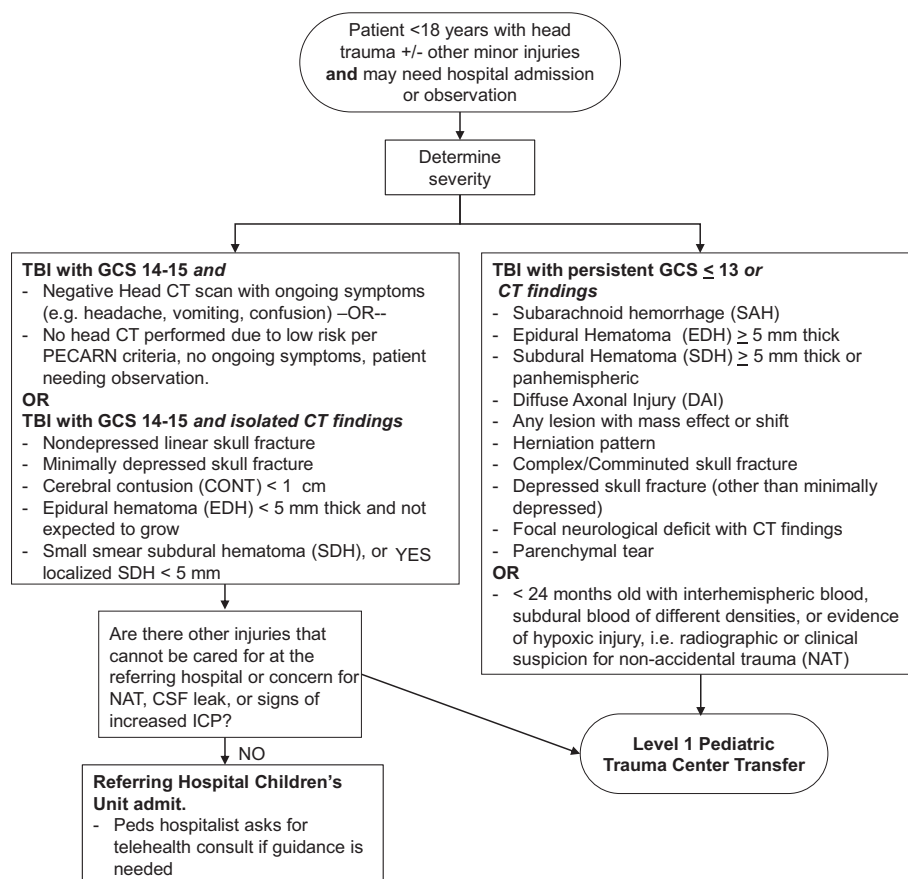 Patient <18 years with head
trauma +/- other minor injuries
and may need hospital admission
or observation
Determine
severity
TBI with GCS 14-15 and
- Negative Head CT scan with ongoing symptoms
(e.g. headache, vomiting, confusion) –OR--
- No head CT performed due to low risk per
PECARN criteria, no ongoing symptoms, patient
needing observation.
OR
TBI with GCS 14-15 and isolated CT findings
- Nondepressed linear skull fracture
- Minimally depressed skull fracture
- Cerebral contusion (CONT) < 1 cm
- Epidural hematoma (EDH) < 5 mm thick and not
expected to grow
- Small smear subdural hematoma (SDH), or
localized SDH < 5 mm
YES
TBI with persistent GCS ≤ 13 or
CT findings
- Subarachnoid hemorrhage (SAH)
- Epidural Hematoma (EDH) ≥ 5 mm thick
- Subdural Hematoma (SDH) ≥ 5 mm thick or
panhemispheric
- Diffuse Axonal Injury (DAI)
- Any lesion with mass effect or shift
- Herniation pattern
- Complex/Comminuted skull fracture
- Depressed skull fracture (other than minimally
depressed)
- Focal neurological deficit with CT findings
- Parenchymal tear
OR
- < 24 months old with interhemispheric blood,
subdural blood of different densities, or evidence
of hypoxic injury, i.e. radiographic or clinical
suspicion for non-accidental trauma (NAT)
Are there other injuries that
cannot be cared for at the
referring hospital or concern for
NAT, CSF leak, or signs of
increased ICP?
Level 1 Pediatric
Trauma Center Transfer
NO
Referring Hospital Children's
Unit admit.
- Peds hospitalist asks for
telehealth consult if guidance is
needed